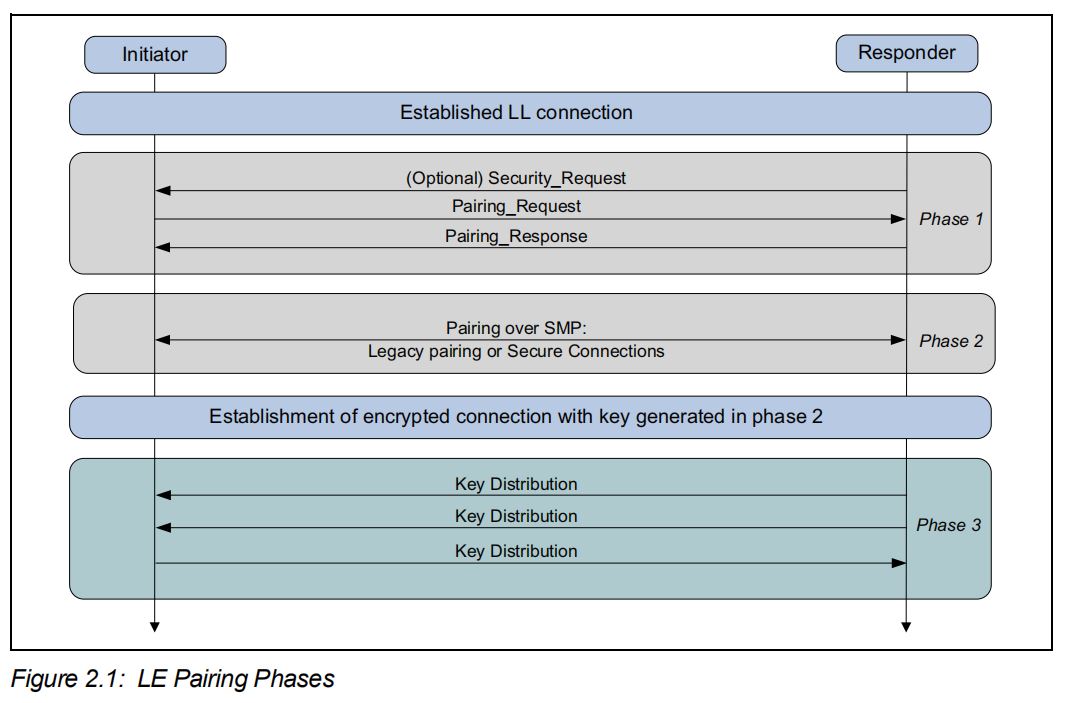 Initiator
Responder
Established LL connection
(Optional) Security_Request
Pairing_Request
Phase 1
Pairing_Response
Pairing over SMP:
Phase 2
Legacy pairing or Secure Connections
Establishment of encrypted connection with key generated in phase 2
Key Distribution
Key Distribution
Phase 3
Key Distribution
Figure 2.1: LE Pairing Phases